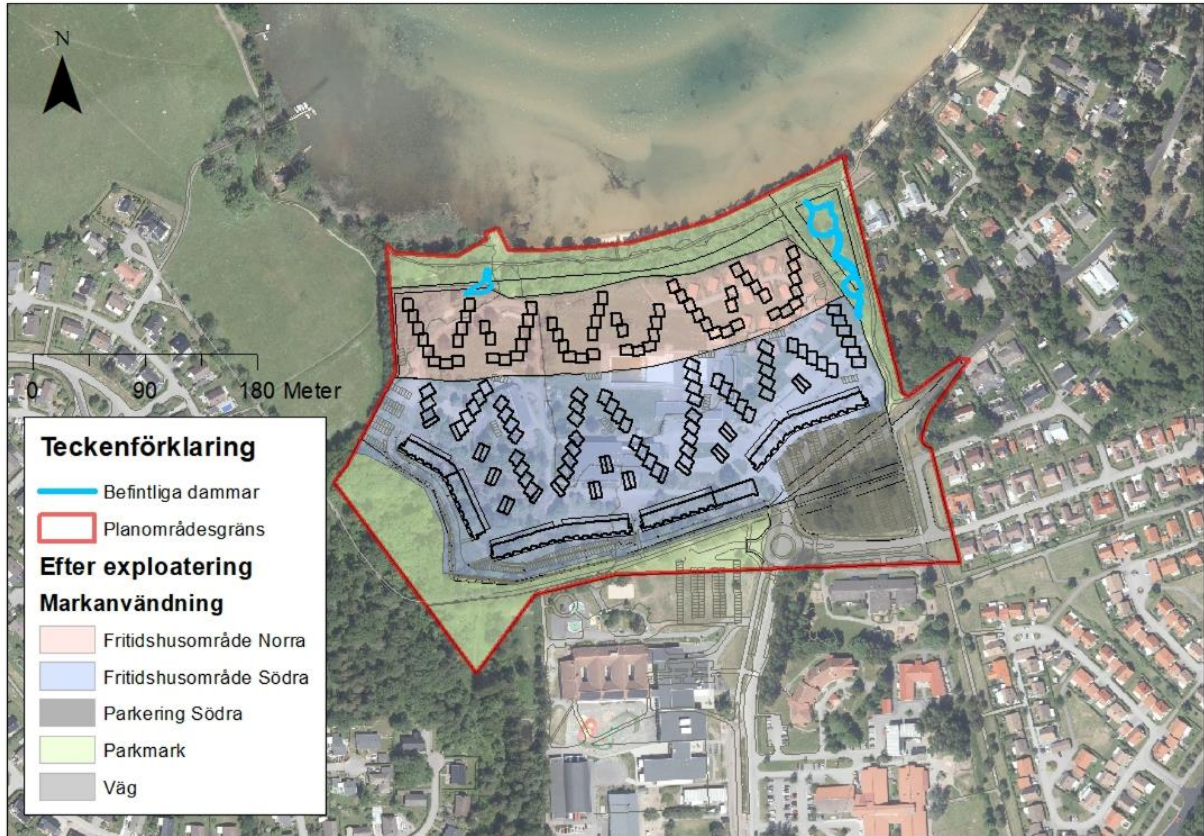 N
0 90 180 Meter
Teckenförklaring
Befintliga dammar
Planområdesgräns
Efter exploatering
Markanvändning
Fritidshusområde Norra
Fritidshusområde Södra
Parkering Södra
Parkmark
Väg